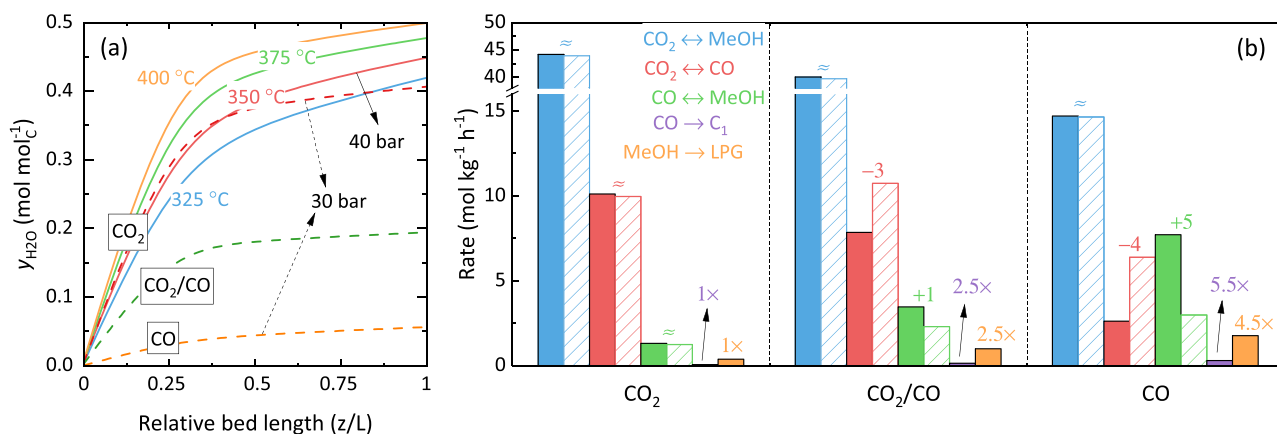 (a)
0.5
0.4
0.3
0.2
0.1
0.0
y_H2O (mol mol_C^-1)
400 °C
375 °C
350 °C
325 °C
40 bar
30 bar
CO₂
CO₂/CO
CO
0
0.25
0.5
0.75
1
Relative bed length (z/L)
(b)
50
45
40
15
10
5
0
Rate (mol kg⁻¹ h⁻¹)
CO₂ ↔ MeOH
CO₂ ↔ CO
CO ↔ MeOH
CO → C₁
MeOH → LPG
≈
≈
≈
1×
1×
≈
−3
+1
2.5×
2.5×
≈
−4
+5
5.5×
4.5×
CO₂
CO₂/CO
CO